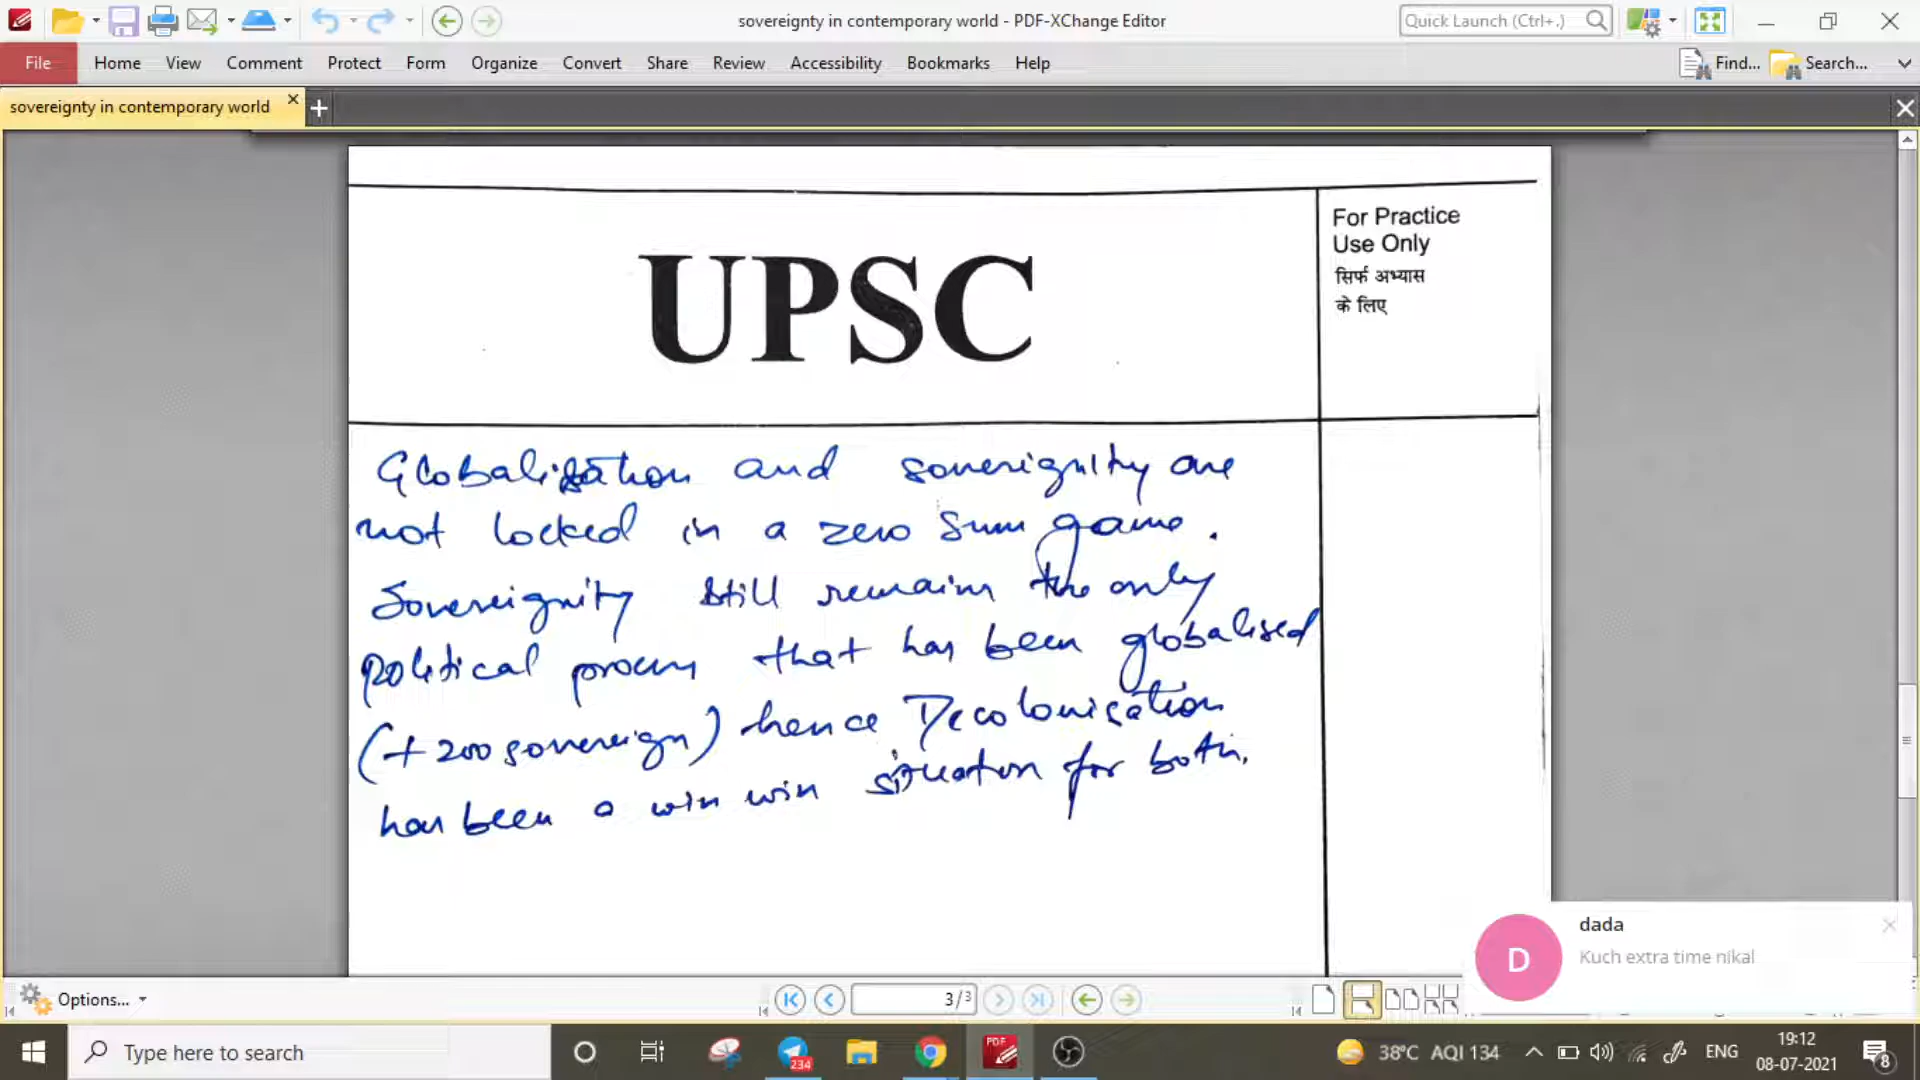 sovereignty in contemporary world - PDF-XChange Editor
Quick Launch (Ctrl+.)
File Home View Comment Protect Form Organize Convert Share Review Accessibility Bookmarks Help
Find... Search...
sovereignty in contemporary world
UPSC
For Practice
Use Only
सिर्फ अभ्यास
के लिए
Globalisation and soverignity are
not locked in a zero sum game.
Sovereignity still remains the only
political process that has been globalised
(+200 sovereign) hence Decolonisation
has been a win win situation for both.
dada
Kuch extra time nikal
D
Options...
3/3
Type here to search
234
PDF
38°C AQI 134
ENG
19:12
08-07-2021
8